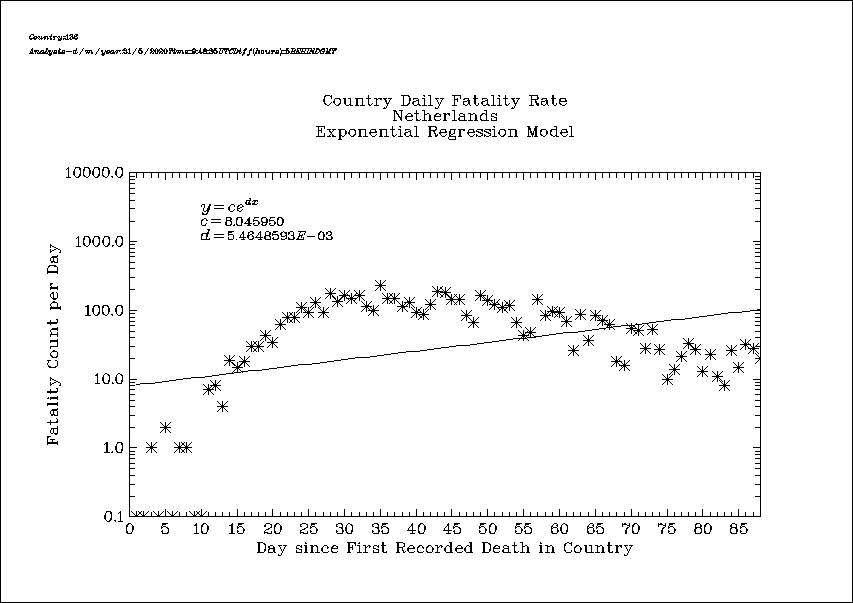 Country:136
Analysis-d/m/year:31/5/2020Time:9:48:35UTCDiff(hours):5BEHINDGMT
Country Daily Fatality Rate
Netherlands
Exponential Regression Model
10000.0
1000.0
100.0
10.0
1.0
0.1
y=ce^dx
c=8.045950
d=5.4648593E-03
Fatality Count per Day
0 5 10 15 20 25 30 35 40 45 50 55 60 65 70 75 80 85
Day since First Recorded Death in Country